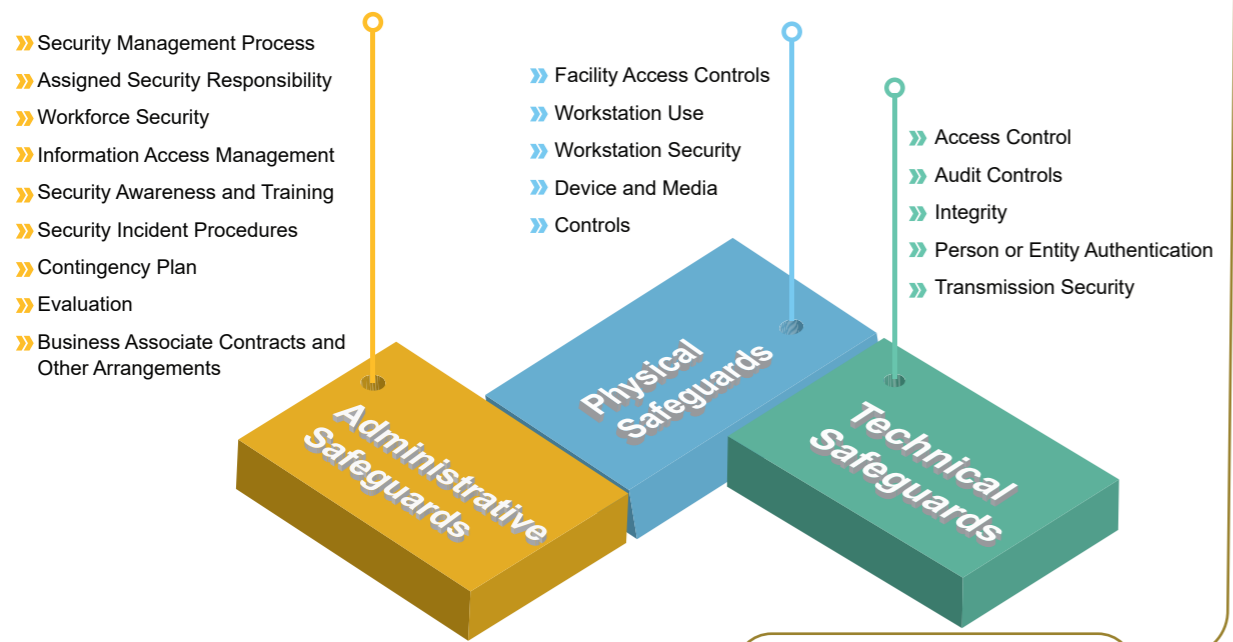 Security Management Process
Assigned Security Responsibility
Workforce Security
Information Access Management
Security Awareness and Training
Security Incident Procedures
Contingency Plan
Evaluation
Business Associate Contracts and
Other Arrangements
Administrative
Safeguards
Facility Access Controls
Workstation Use
Workstation Security
Device and Media
Controls
Physical
Safeguards
Access Control
Audit Controls
Integrity
Person or Entity Authentication
Transmission Security
Technical
Safeguards